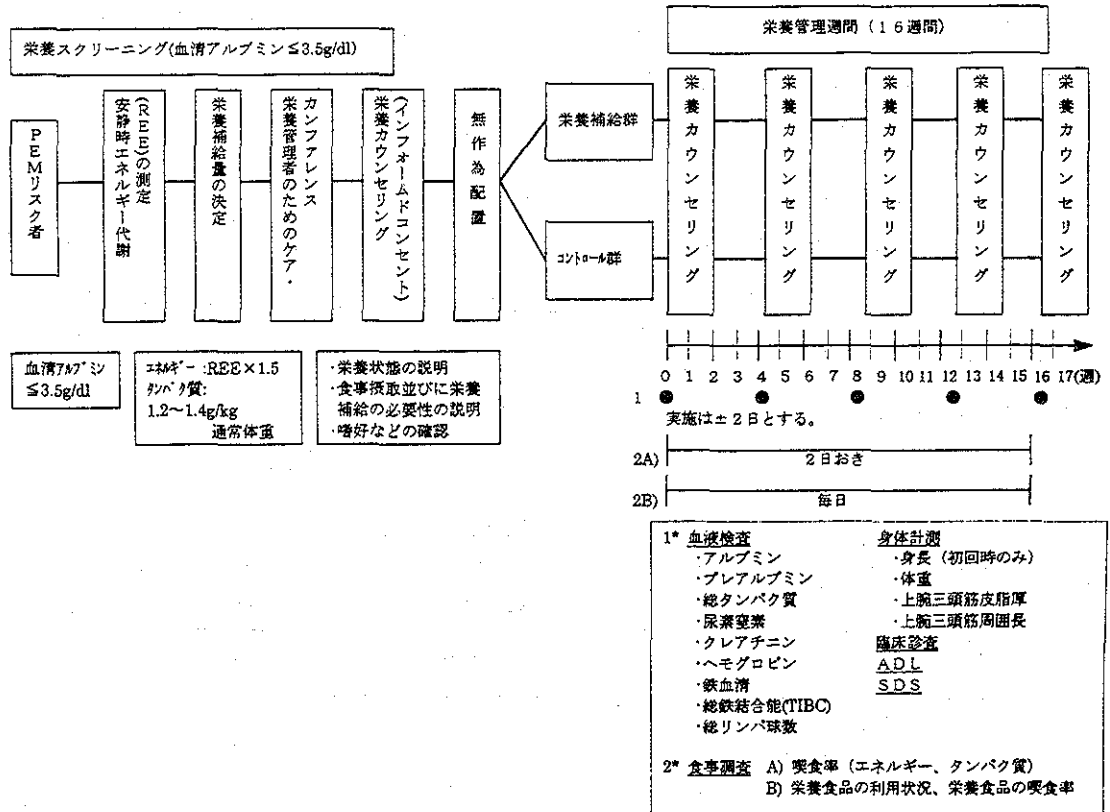 栄養スクリーニング(血清アルブミン≦3.5g/dl)
栄養管理週間（１６週間）
PEMリスク者
安静時エネルギー代謝
(REE)の測定
栄養補給量の決定
栄養管理者のためのケア・
カンファレンス
栄養カウンセリング
(インフォームドコンセント)
無作為配置
栄養補給群
コントロール群
栄養カウンセリング
栄養カウンセリング
栄養カウンセリング
栄養カウンセリング
栄養カウンセリング
血清アルブミン
≦3.5g/dl
エネルギー:REE×1.5
タンパク質:
1.2～1.4g/kg
通常体重
・栄養状態の説明
・食事摂取並びに栄養
補給の必要性の説明
・嗜好などの確認
0 1 2 3 4 5 6 7 8 9 10 11 12 13 14 15 16 17(週)
1
実施は±２日とする。
2A) 2日おき
2B) 毎日
1* 血液検査
・アルブミン
・プレアルブミン
・総タンパク質
・尿素窒素
・クレアチニン
・ヘモグロビン
・鉄血清
・総鉄結合能(TIBC)
・総リンパ球数
身体計測
・身長（初回時のみ）
・体重
・上腕三頭筋皮脂厚
・上腕三頭筋周囲長
臨床診査
ＡＤＬ
ＳＤＳ
2* 食事調査 A) 喫食率（エネルギー、タンパク質）
B) 栄養食品の利用状況、栄養食品の喫食率